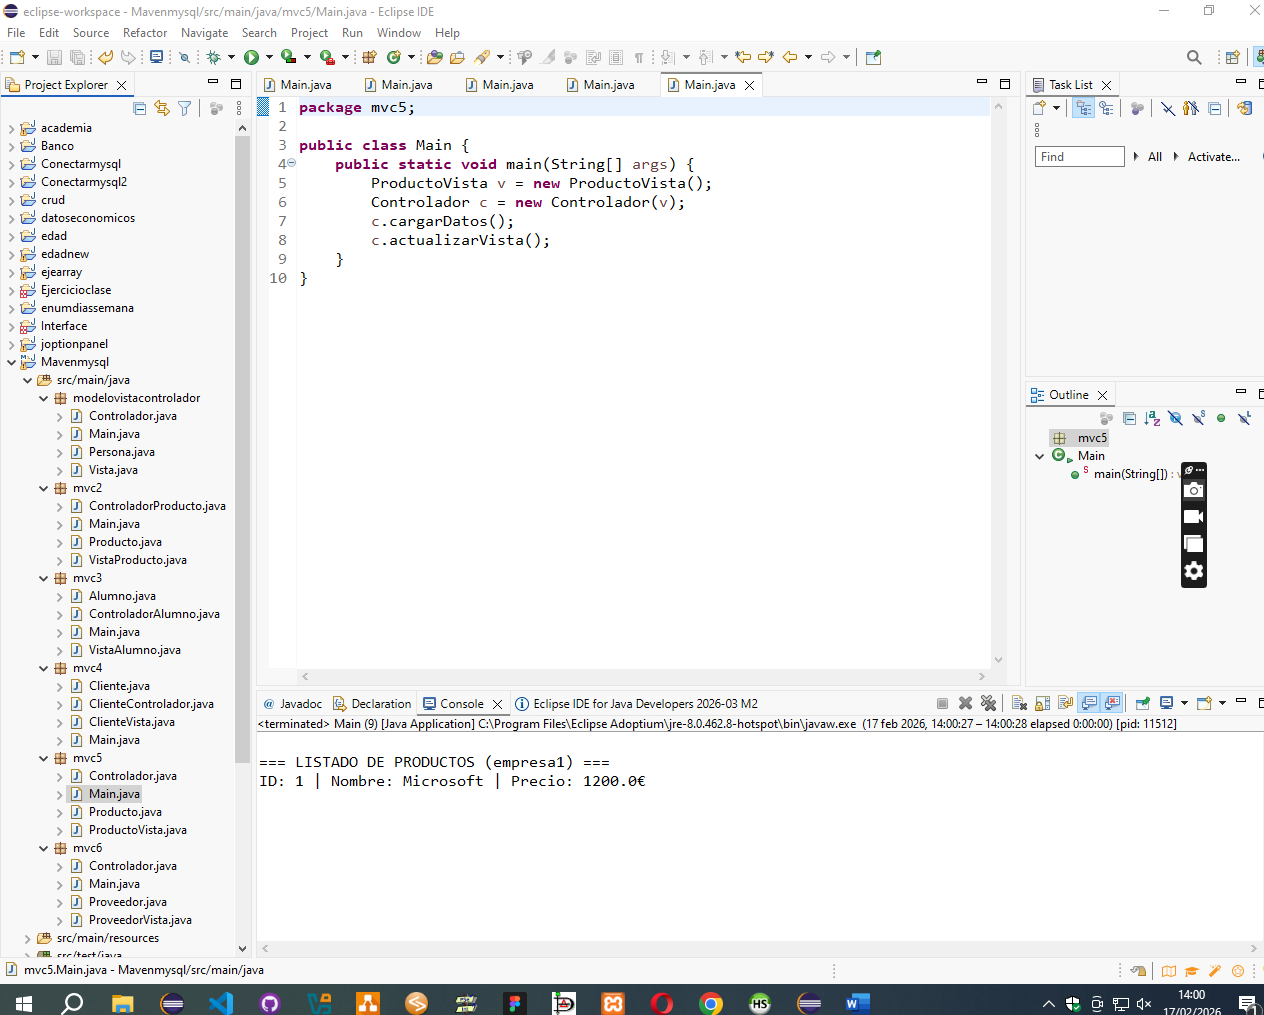 eclipse-workspace - Mavenmysql/src/main/java/mvc5/Main.java - Eclipse IDE
File Edit Source Refactor Navigate Search Project Run Window Help
Project Explorer
academia
Banco
Conectarmysql
Conectarmysql2
crud
datoseconomicos
edad
edadnew
ejearray
Ejercicioclase
enumdiassemana
Interface
joptionpanel
Mavenmysql
src/main/java
modelovistacontrolador
Controlador.java
Main.java
Persona.java
Vista.java
mvc2
ControladorProducto.java
Main.java
Producto.java
VistaProducto.java
mvc3
Alumno.java
ControladorAlumno.java
Main.java
VistaAlumno.java
mvc4
Cliente.java
ClienteControlador.java
ClienteVista.java
Main.java
mvc5
Controlador.java
Main.java
Producto.java
ProductoVista.java
mvc6
Controlador.java
Main.java
Proveedor.java
ProveedorVista.java
src/main/resources
src/test/java
Main.java Main.java Main.java Main.java Main.java
1 package mvc5;
2
3 public class Main {
4 public static void main(String[] args) {
5 ProductoVista v = new ProductoVista();
6 Controlador c = new Controlador(v);
7 c.cargarDatos();
8 c.actualizarVista();
9 }
10 }
Task List
Find All Activate...
Outline
mvc5
Main
main(String[]) : v
@ Javadoc Declaration Console Eclipse IDE for Java Developers 2026-03 M2
<terminated> Main (9) [Java Application] C:\Program Files\Eclipse Adoptium\jre-8.0.462.8-hotspot\bin\javaw.exe (17 feb 2026, 14:00:27 – 14:00:28 elapsed 0:00:00) [pid: 11512]
=== LISTADO DE PRODUCTOS (empresa1) ===
ID: 1 | Nombre: Microsoft | Precio: 1200.0€
mvc5.Main.java - Mavenmysql/src/main/java
14:00
17/02/2026